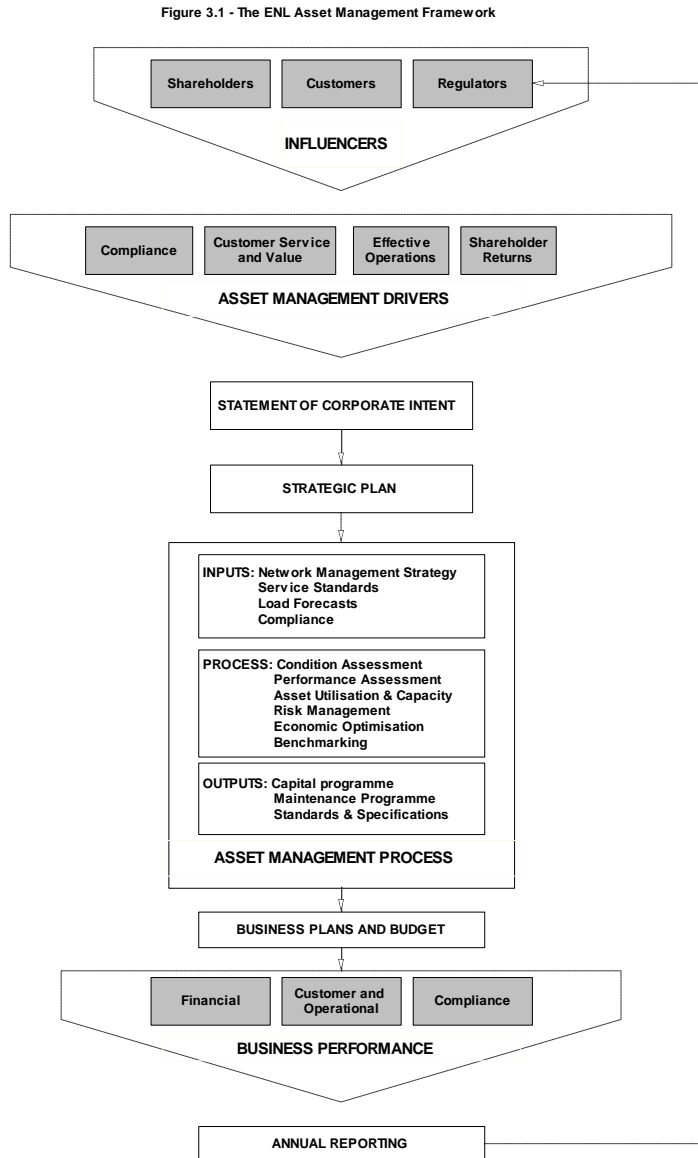 Figure 3.1 - The ENL Asset Management Framework
Shareholders
Customers
Regulators
INFLUENCERS
Compliance
Customer Service
and Value
Effective
Operations
Shareholder
Returns
ASSET MANAGEMENT DRIVERS
STATEMENT OF CORPORATE INTENT
STRATEGIC PLAN
INPUTS: Network Management Strategy
Service Standards
Load Forecasts
Compliance
PROCESS: Condition Assessment
Performance Assessment
Asset Utilisation & Capacity
Risk Management
Economic Optimisation
Benchmarking
OUTPUTS: Capital programme
Maintenance Programme
Standards & Specifications
ASSET MANAGEMENT PROCESS
BUSINESS PLANS AND BUDGET
Financial
Customer and
Operational
Compliance
BUSINESS PERFORMANCE
ANNUAL REPORTING